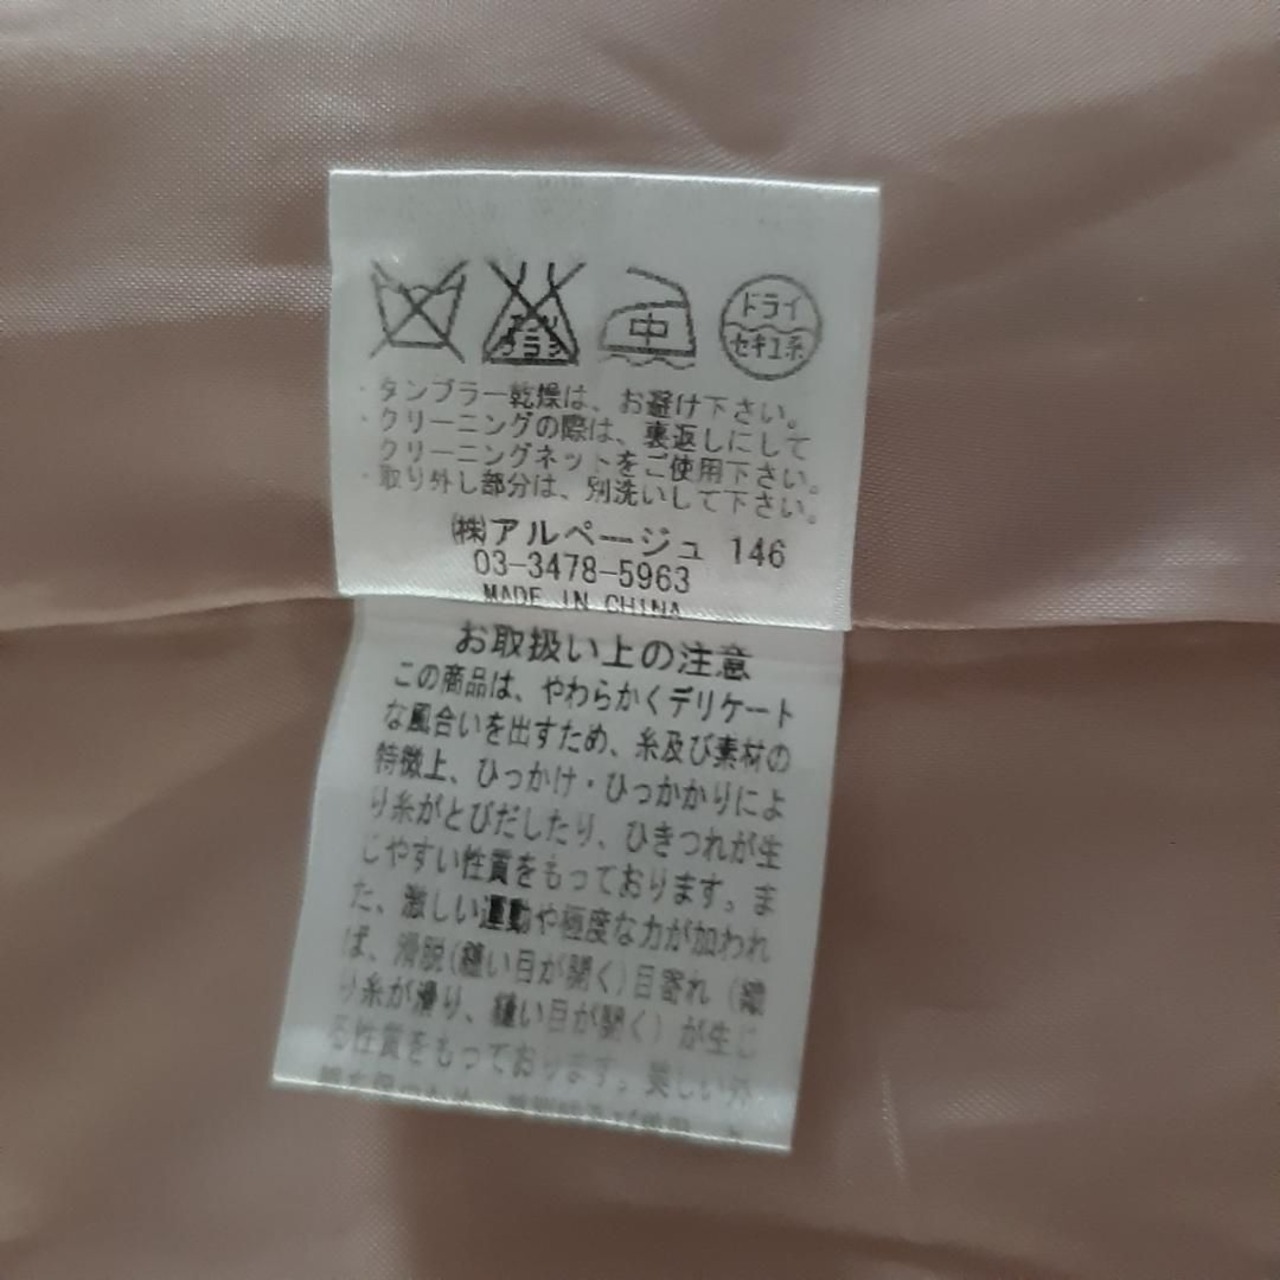 エンソ
サラシ
中
ドライ
セキユ系
・タンブラー乾燥は、お避け下さい。
・クリーニングの際は、裏返しにして
クリーニングネットをご使用下さい。
・取り外し部分は、別洗いして下さい。
㈱アルページュ 146
03-3478-5963
MADE IN CHINA
お取扱い上の注意
この商品は、やわらかくデリケート
な風合いを出すため、糸及び素材の
特徴上、ひっかけ・ひっかかりによ
り糸がとびだしたり、ひきつれが生
じやすい性質をもっております。ま
た、激しい運動や極度な力が加われ
ば、滑脱(縫い目が開く)目寄れ(織
り糸が滑り、縫い目が開く)が生じ
る性質をもっております。美しい外